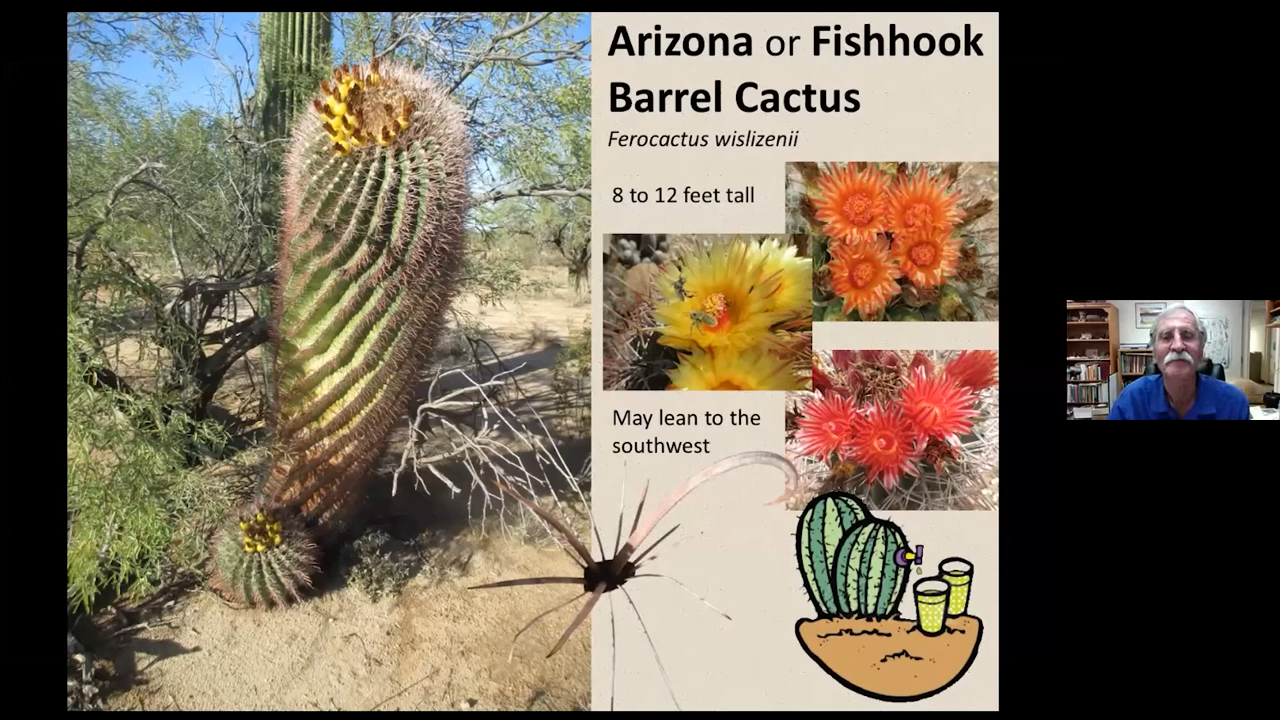 Arizona or Fishhook
Barrel Cactus
Ferocactus wislizenii
8 to 12 feet tall
May lean to the
southwest